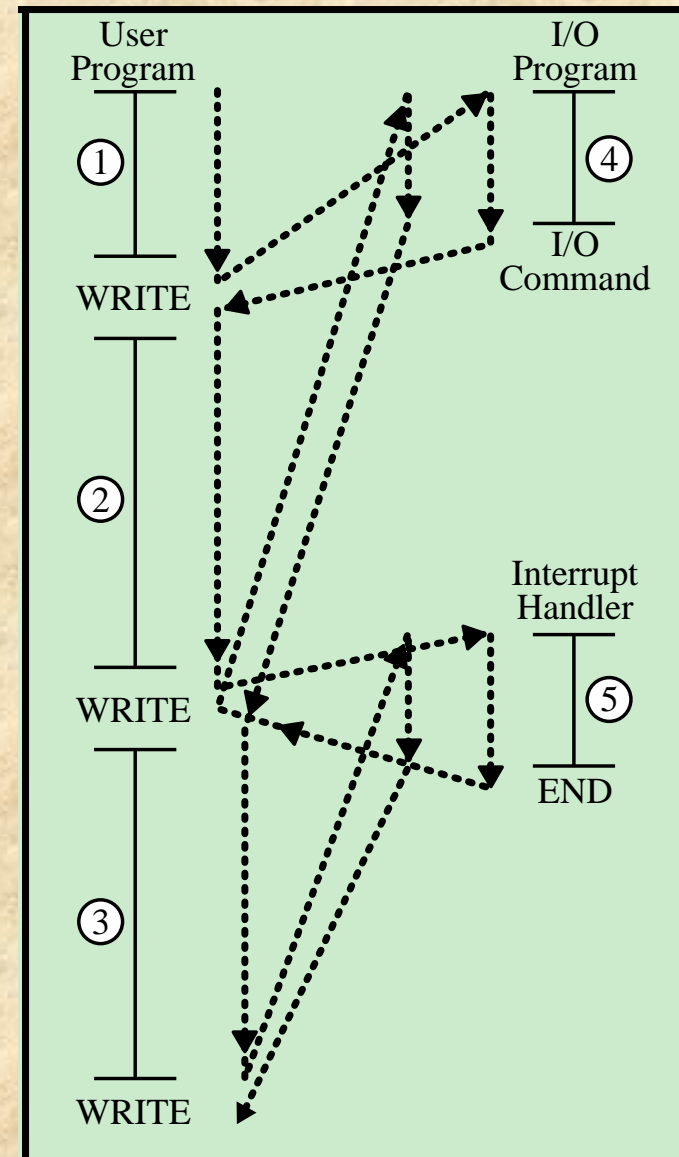 User
Program
I/O
Program
1
4
I/O
Command
WRITE
2
Interrupt
Handler
WRITE
5
END
3
WRITE